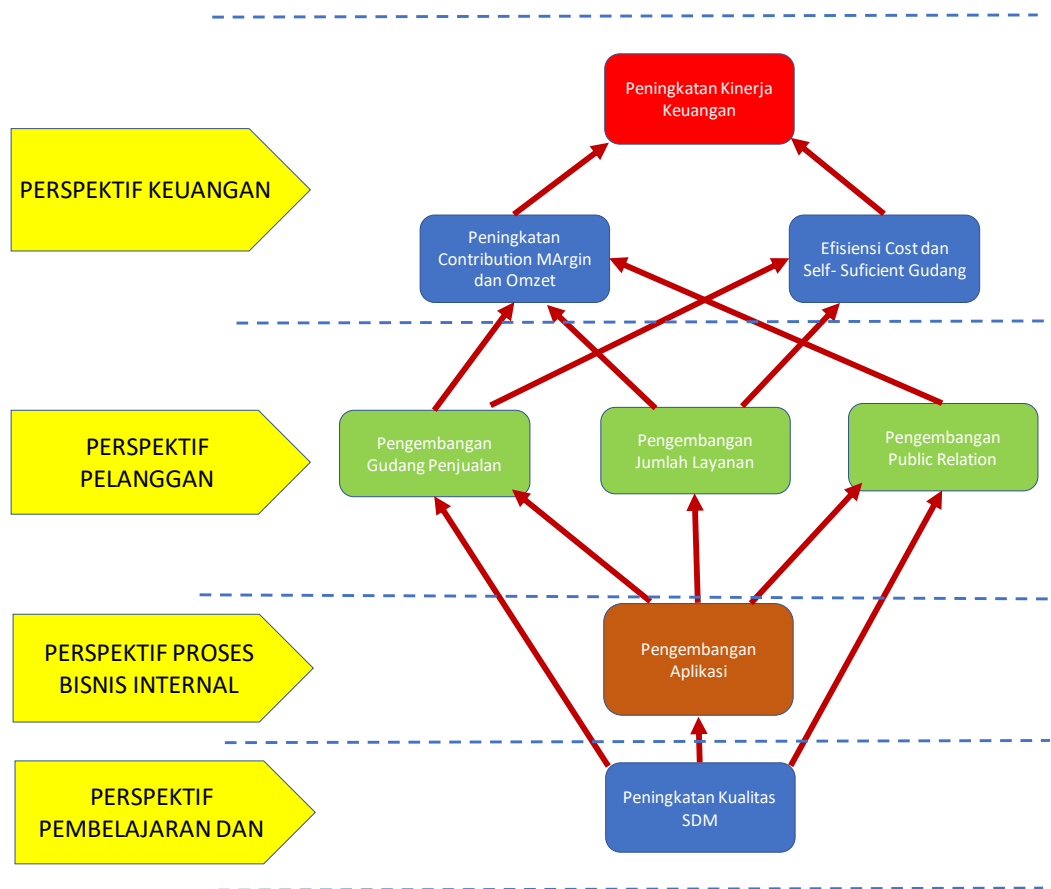 Peningkatan Kinerja
Keuangan
PERSPEKTIF KEUANGAN
Peningkatan
Contribution MArgin
dan Omzet
Efisiensi Cost dan
Self- Suficient Gudang
PERSPEKTIF
PELANGGAN
Pengembangan
Gudang Penjualan
Pengembangan
Jumlah Layanan
Pengembangan
Public Relation
PERSPEKTIF PROSES
BISNIS INTERNAL
Pengembangan
Aplikasi
PERSPEKTIF
PEMBELAJARAN DAN
Peningkatan Kualitas
SDM